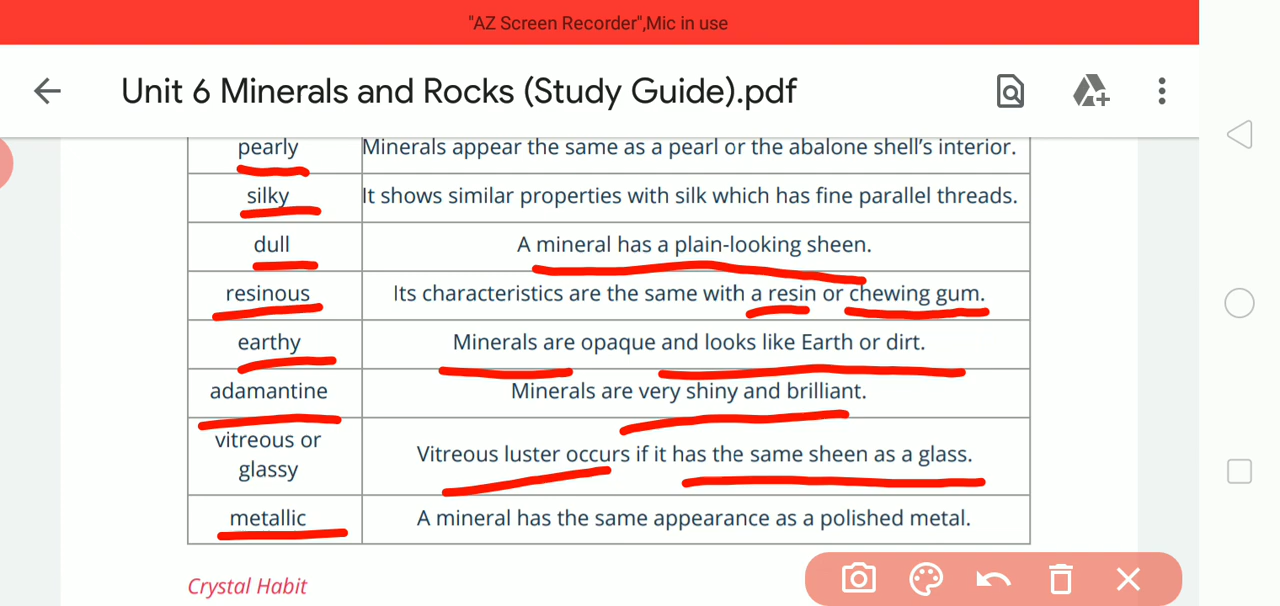 "AZ Screen Recorder",Mic in use
Unit 6 Minerals and Rocks (Study Guide).pdf
pearly Minerals appear the same as a pearl or the abalone shell's interior.
silky It shows similar properties with silk which has fine parallel threads.
dull A mineral has a plain-looking sheen.
resinous Its characteristics are the same with a resin or chewing gum.
earthy Minerals are opaque and looks like Earth or dirt.
adamantine Minerals are very shiny and brilliant.
vitreous or
glassy
Vitreous luster occurs if it has the same sheen as a glass.
metallic A mineral has the same appearance as a polished metal.
Crystal Habit